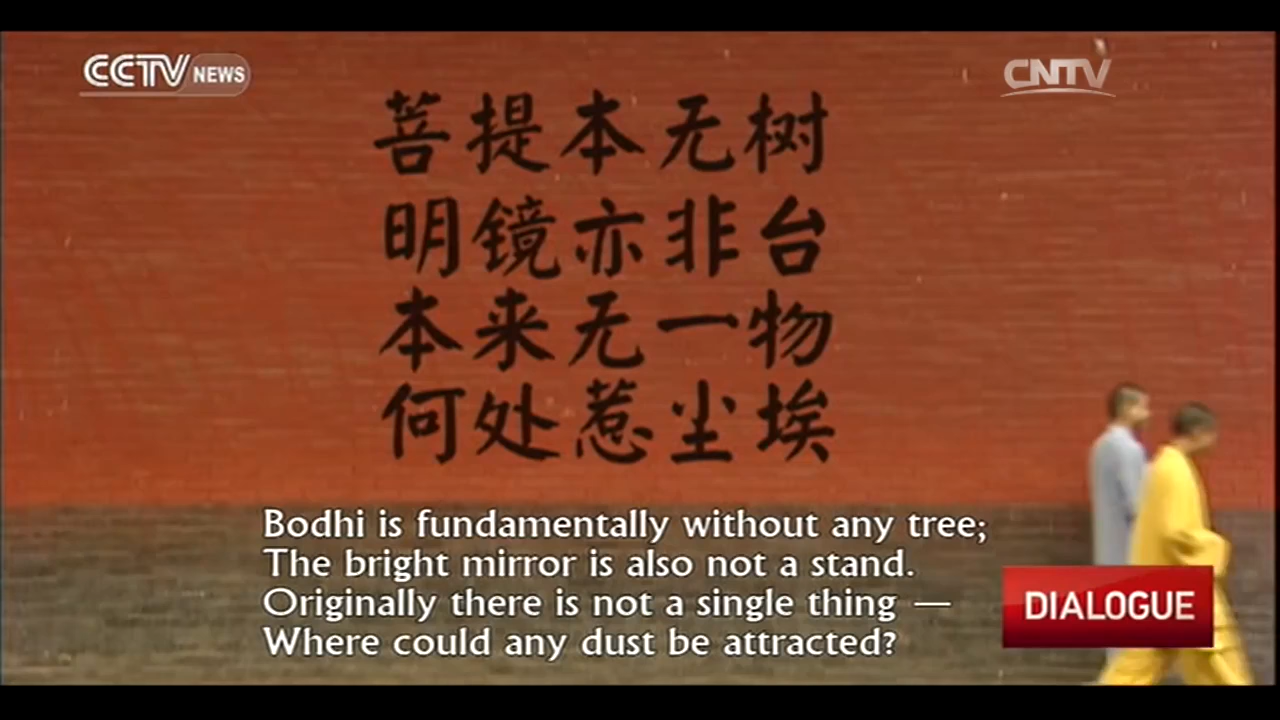 CCTV NEWS
CNTV
菩提本无树
明镜亦非台
本来无一物
何处惹尘埃
Bodhi is fundamentally without any tree;
The bright mirror is also not a stand.
Originally there is not a single thing —
Where could any dust be attracted?
DIALOGUE